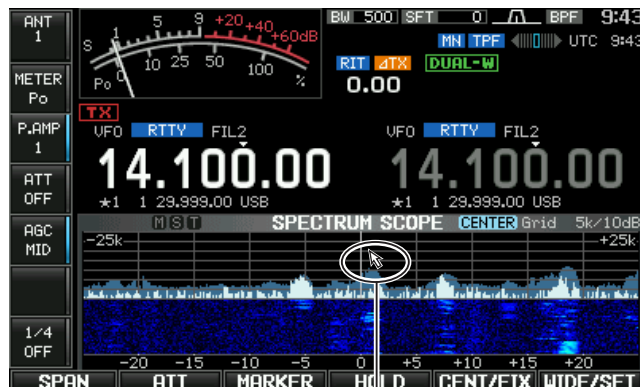 ANT
1
METER
Po
P.AMP
1
ATT
OFF
AGC
MID
1/4
OFF
S 1 5 9 +20 +40 +60dB
Po 0 10 25 50 100 %
BW 500 SFT 0 BPF 9:43
MN TPF UTC 9:43
RIT ⊿TX DUAL-W
0.00
TX
VFO RTTY FIL2 VFO RTTY FIL2
14.100.00 14.100.00
★1 1 29.999.00 USB ★1 1 29.999.00 USB
M S T SPECTRUM SCOPE CENTER Grid 5k/10dB
-25k +25k
-20 -15 -10 -5 0 +5 +10 +15 +20
SPAN ATT MARKER HOLD CENT/FIX WIDE/SET